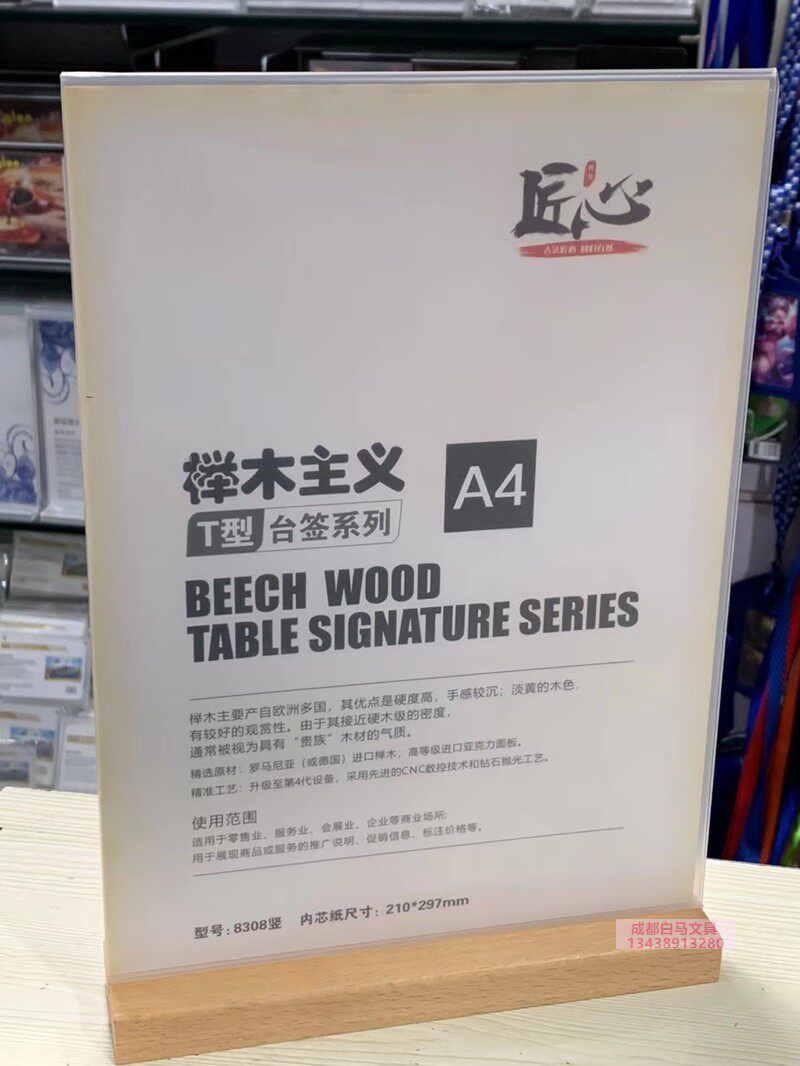 匠心
古法匠心 回归自然
榉木主义
A4
T型 台签系列
BEECH WOOD
TABLE SIGNATURE SERIES
榉木主要产自欧洲多国，其优点是硬度高，手感较沉；淡黄的木色，
有较好的观赏性。由于其接近硬木级的密度，
通常被视为具有“贵族”木材的气质。
精选原材：罗马尼亚（或德国）进口榉木；高等级进口亚克力面板。
精准工艺：升级至第4代设备，采用先进的CNC数控技术和钻石抛光工艺。
使用范围
适用于零售业、服务业、会展业、企业等商业场所;
用于展现商品或服务的推广说明、促销信息、标注价格等。
型号: 8308竖 内芯纸尺寸: 210*297mm
成都白马文具
13438913280